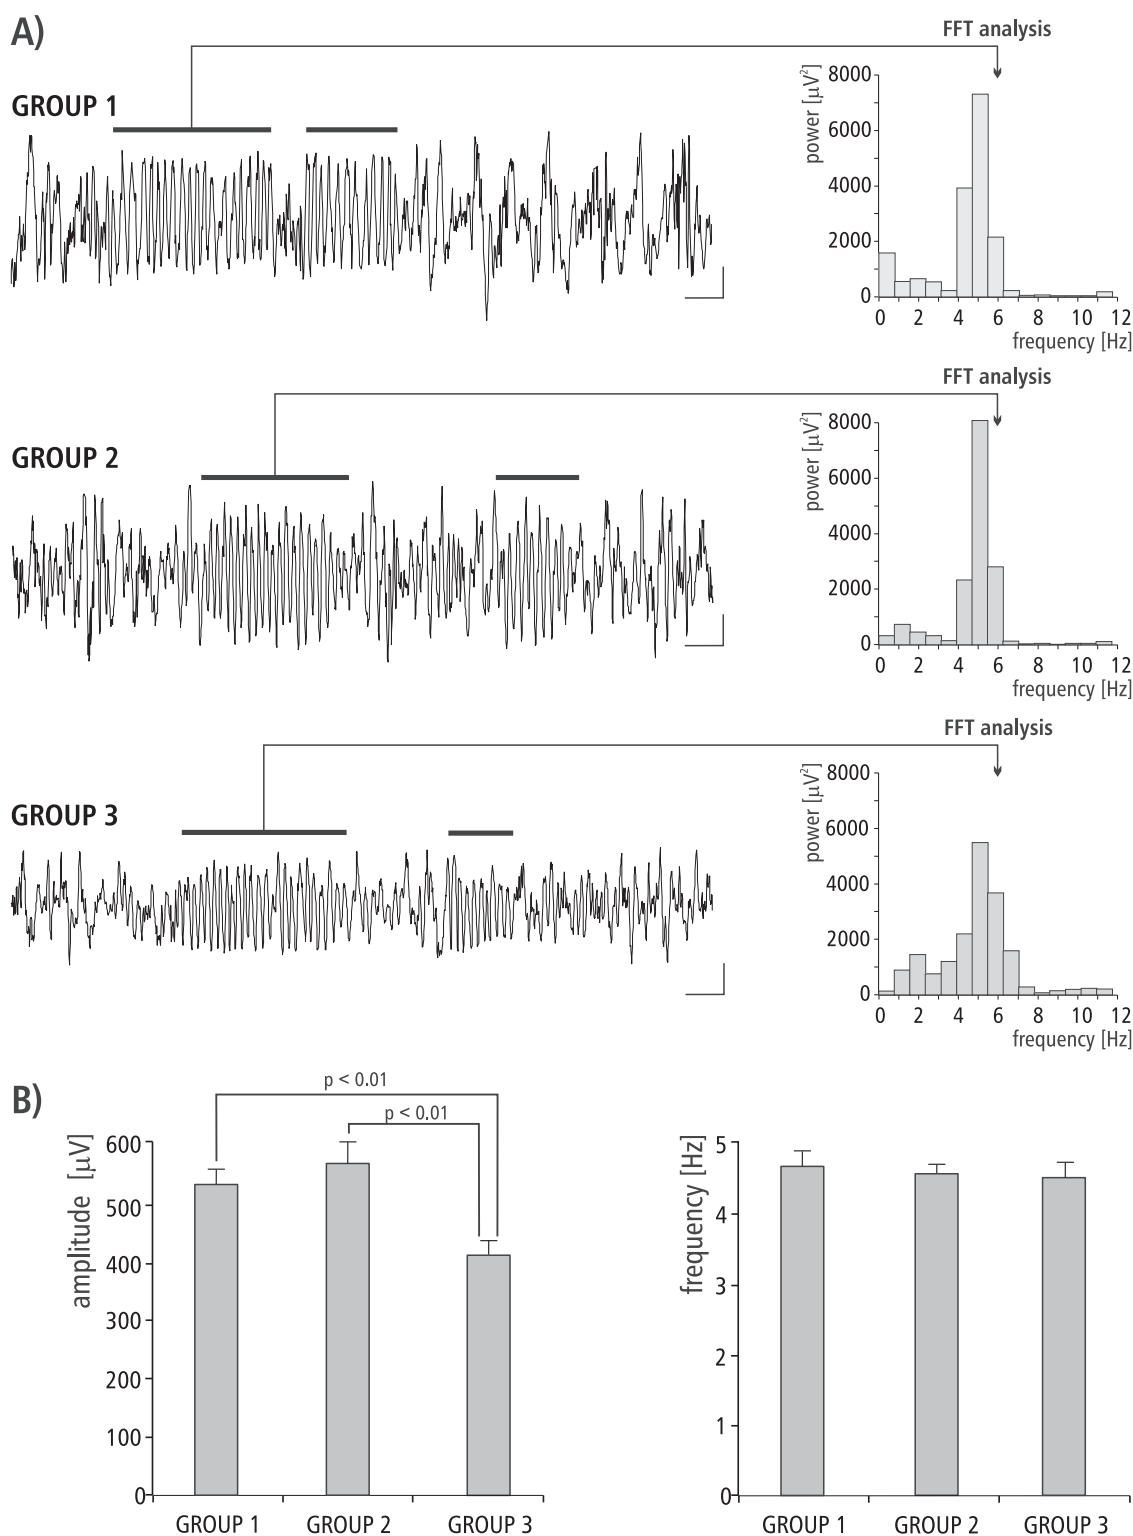 A)
FFT analysis
GROUP 1
power [µV²]
8000
6000
4000
2000
0
0 2 4 6 8 10 12
frequency [Hz]
FFT analysis
GROUP 2
power [µV²]
8000
6000
4000
2000
0
0 2 4 6 8 10 12
frequency [Hz]
FFT analysis
GROUP 3
power [µV²]
8000
6000
4000
2000
0
0 2 4 6 8 10 12
frequency [Hz]
B)
p < 0.01
p < 0.01
amplitude [µV]
600
500
400
300
200
100
0
GROUP 1 GROUP 2 GROUP 3
frequency [Hz]
5
4
3
2
1
0
GROUP 1 GROUP 2 GROUP 3